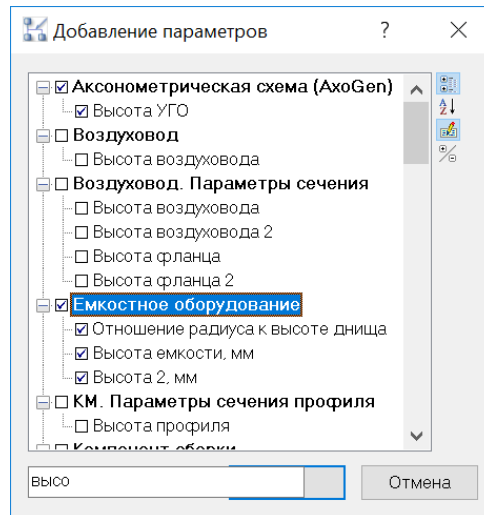 Добавление параметров
Аксонометрическая схема (AxoGen)
Высота УГО
Воздуховод
Высота воздуховода
Воздуховод. Параметры сечения
Высота воздуховода
Высота воздуховода 2
Высота фланца
Высота фланца 2
Емкостное оборудование
Отношение радиуса к высоте днища
Высота емкости, мм
Высота 2, мм
КМ. Параметры сечения профиля
Высота профиля
Компонент сборки
высо
Отмена